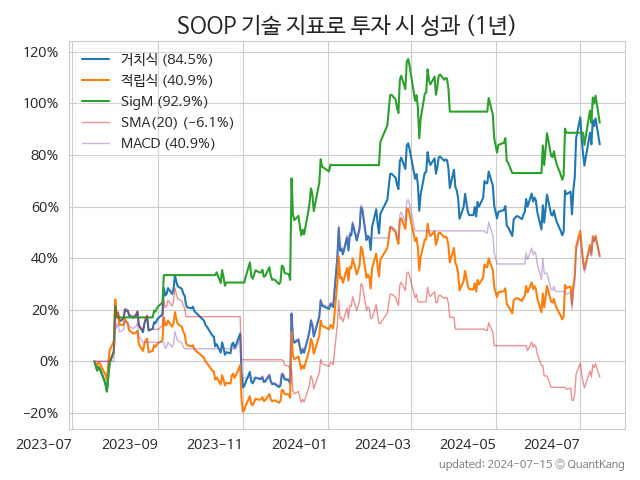 SOOP 기술 지표로 투자 시 성과 (1년)
120%
100%
80%
60%
40%
20%
0%
−20%
거치식 (84.5%)
적립식 (40.9%)
SigM (92.9%)
SMA(20) (−6.1%)
MACD (40.9%)
2023-07
2023-09
2023-11
2024-01
2024-03
2024-05
2024-07
updated: 2024-07-15 © QuantKang